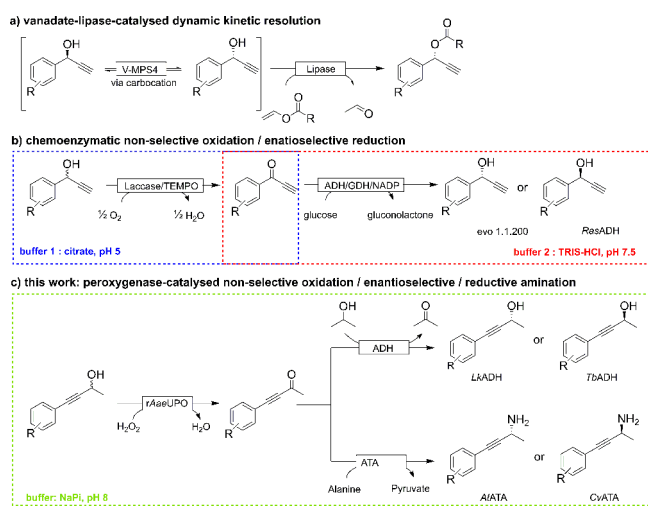 a) vanadate-lipase-catalysed dynamic kinetic resolution
OH
R
V-MPS4
via carbocation
OH
R
Lipase
O
R
O
O
O
R
O
R
b) chemoenzymatic non-selective oxidation / enatioselective reduction
OH
R
Laccase/TEMPO
½ O2
½ H2O
O
R
ADH/GDH/NADP
glucose
gluconolactone
OH
R
evo 1.1.200
or
OH
R
RasADH
buffer 1 : citrate, pH 5
buffer 2 : TRIS-HCl, pH 7.5
c) this work: peroxygenase-catalysed non-selective oxidation / enantioselective / reductive amination
OH
R
rAaeUPO
H2O2
H2O
O
R
OH
O
ADH
OH
R
LkADH
or
OH
R
TbADH
ATA
Alanine
Pyruvate
NH2
R
AtATA
or
NH2
R
CvATA
buffer: NaPi, pH 8